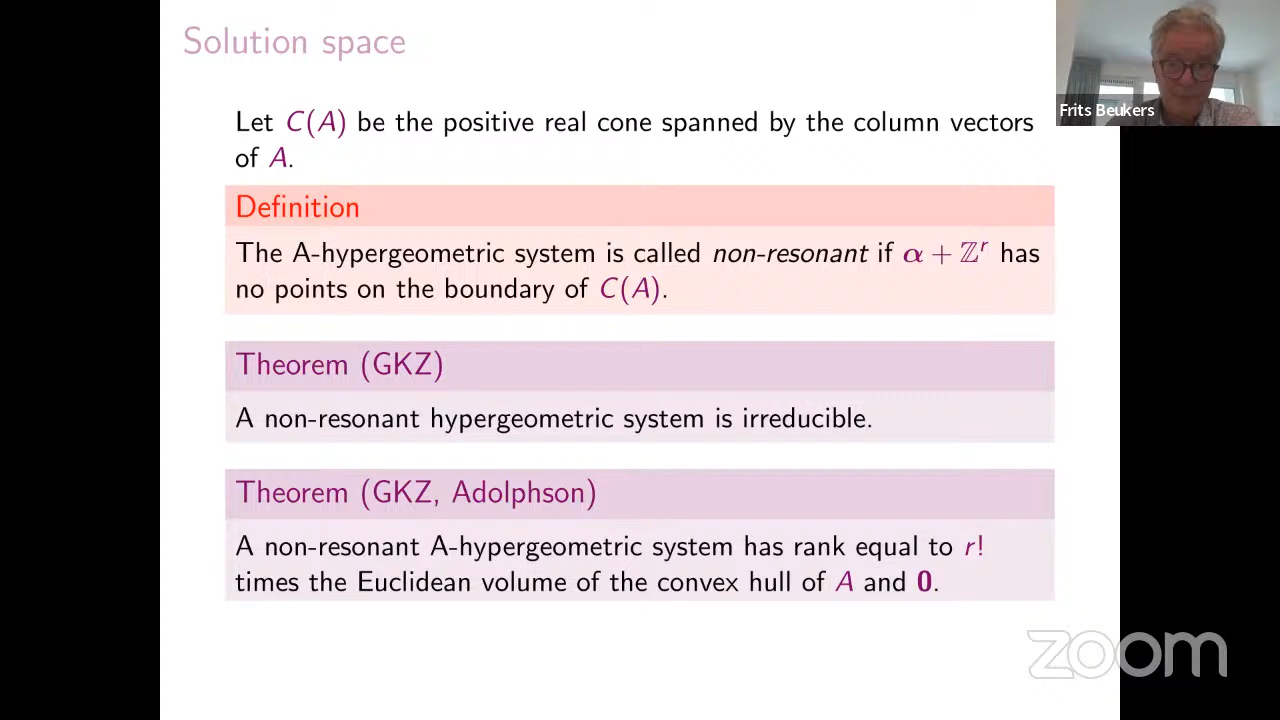 Solution space
Frits Beukers
Let C(A) be the positive real cone spanned by the column vectors
of A.
Definition
The A-hypergeometric system is called non-resonant if α + ℤʳ has
no points on the boundary of C(A).
Theorem (GKZ)
A non-resonant hypergeometric system is irreducible.
Theorem (GKZ, Adolphson)
A non-resonant A-hypergeometric system has rank equal to r!
times the Euclidean volume of the convex hull of A and 0.
zoom